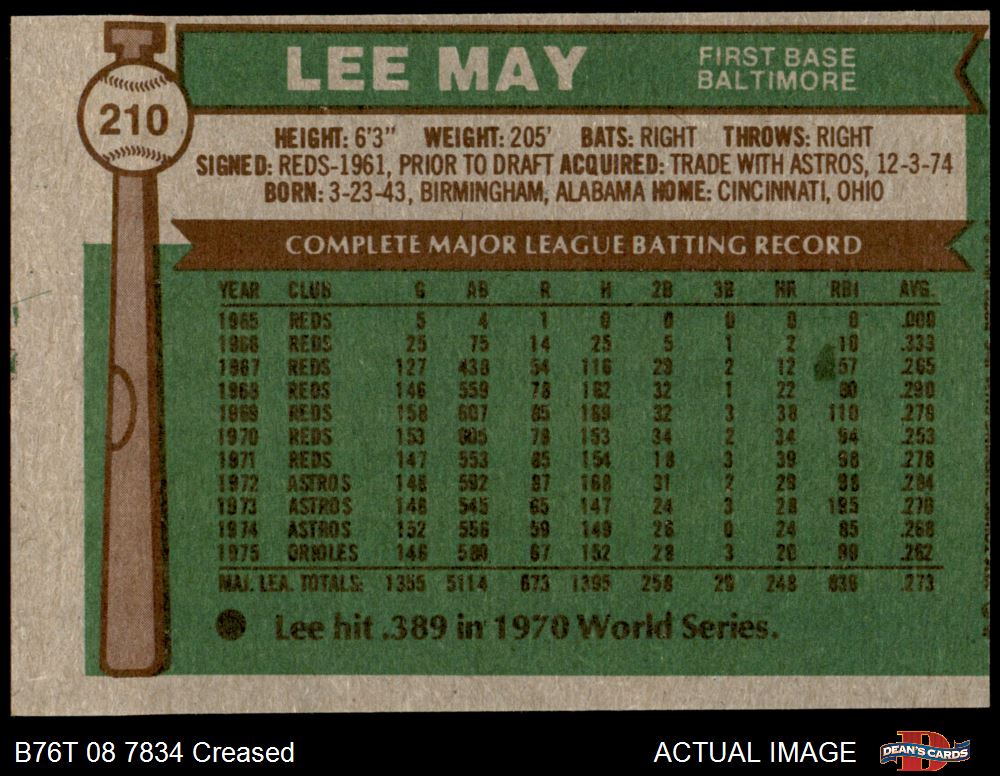 210
LEE MAY
FIRST BASE
BALTIMORE
HEIGHT: 6'3" WEIGHT: 205' BATS: RIGHT THROWS: RIGHT
SIGNED: REDS-1961, PRIOR TO DRAFT ACQUIRED: TRADE WITH ASTROS, 12-3-74
BORN: 3-23-43, BIRMINGHAM, ALABAMA HOME: CINCINNATI, OHIO
COMPLETE MAJOR LEAGUE BATTING RECORD
YEAR CLUB G AB R H 2B 3B HR RBI AVG.
1965 REDS 5 4 1 0 0 0 0 0 .000
1966 REDS 25 75 14 25 5 1 2 10 .333
1967 REDS 127 438 54 116 29 2 12 57 .265
1968 REDS 146 559 78 162 32 1 22 80 .290
1969 REDS 158 607 85 169 32 3 38 110 .278
1970 REDS 153 605 78 153 34 2 34 94 .253
1971 REDS 147 553 85 154 18 3 39 98 .278
1972 ASTROS 148 592 87 168 31 2 29 98 .284
1973 ASTROS 148 545 65 147 24 3 28 105 .270
1974 ASTROS 152 556 59 149 26 0 24 85 .268
1975 ORIOLES 146 580 67 152 28 3 20 99 .262
MAJ. LEA. TOTALS: 1355 5114 673 1395 258 20 248 836 .273
Lee hit .389 in 1970 World Series.
B76T 08 7834 Creased
ACTUAL IMAGE
DEAN'S CARDS